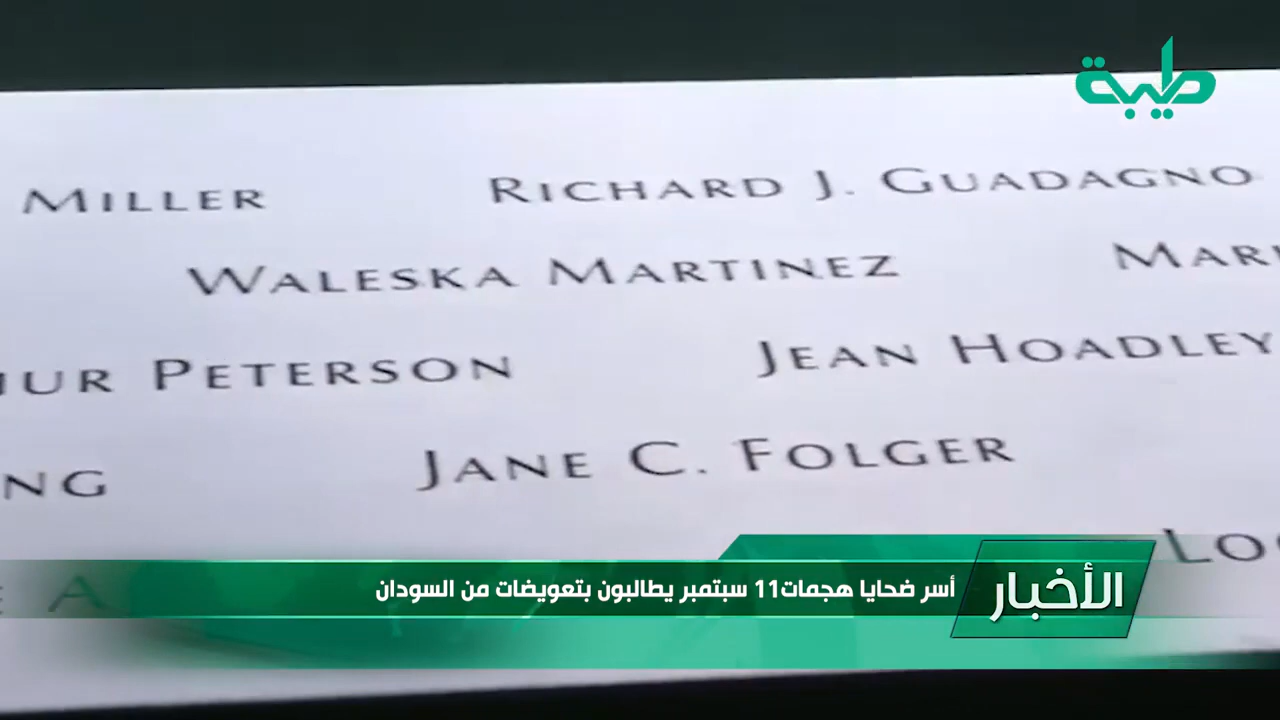 طيبة
MILLER RICHARD J. GUADAGNO
WALESKA MARTINEZ
PETERSON JEAN HOADLEY
JANE C. FOLGER
الأخبار
أسر ضحايا هجمات11 سبتمبر يطالبون بتعويضات من السودان